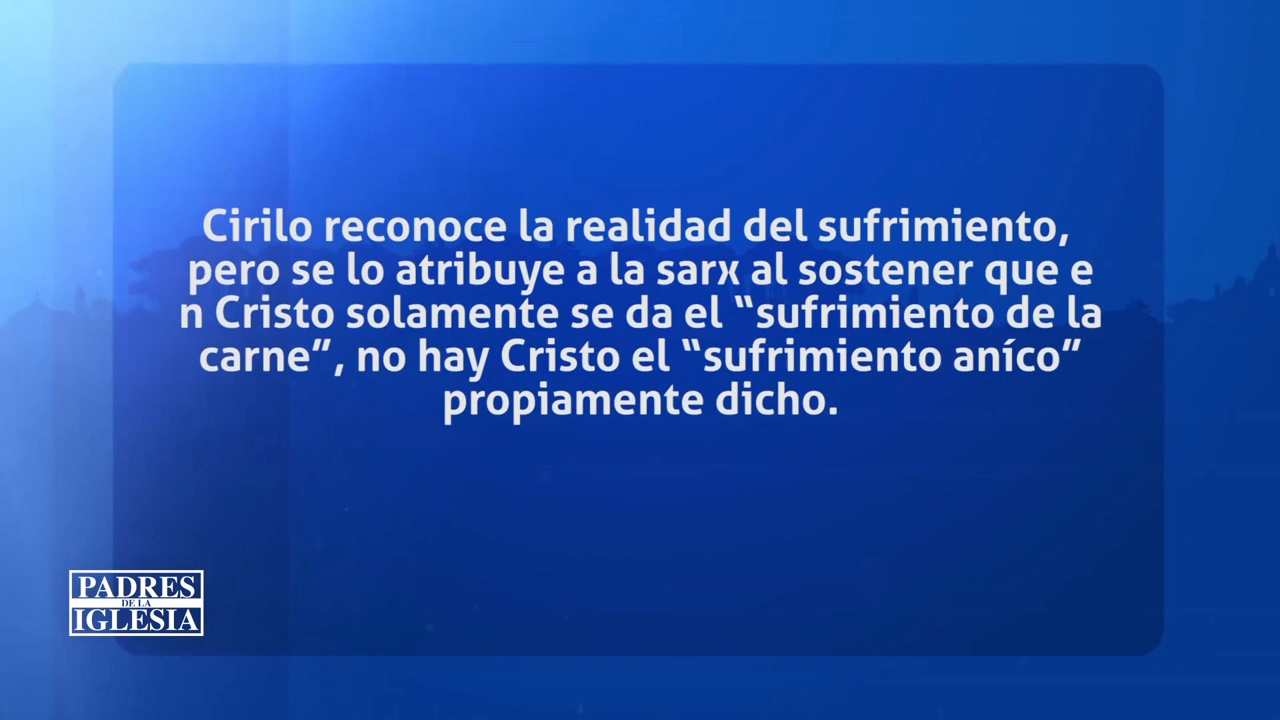 Cirilo reconoce la realidad del sufrimiento,
pero se lo atribuye a la sarx al sostener que e
n Cristo solamente se da el “sufrimiento de la
carne”, no hay Cristo el “sufrimiento aníco”
propiamente dicho.
PADRES
DE LA
IGLESIA